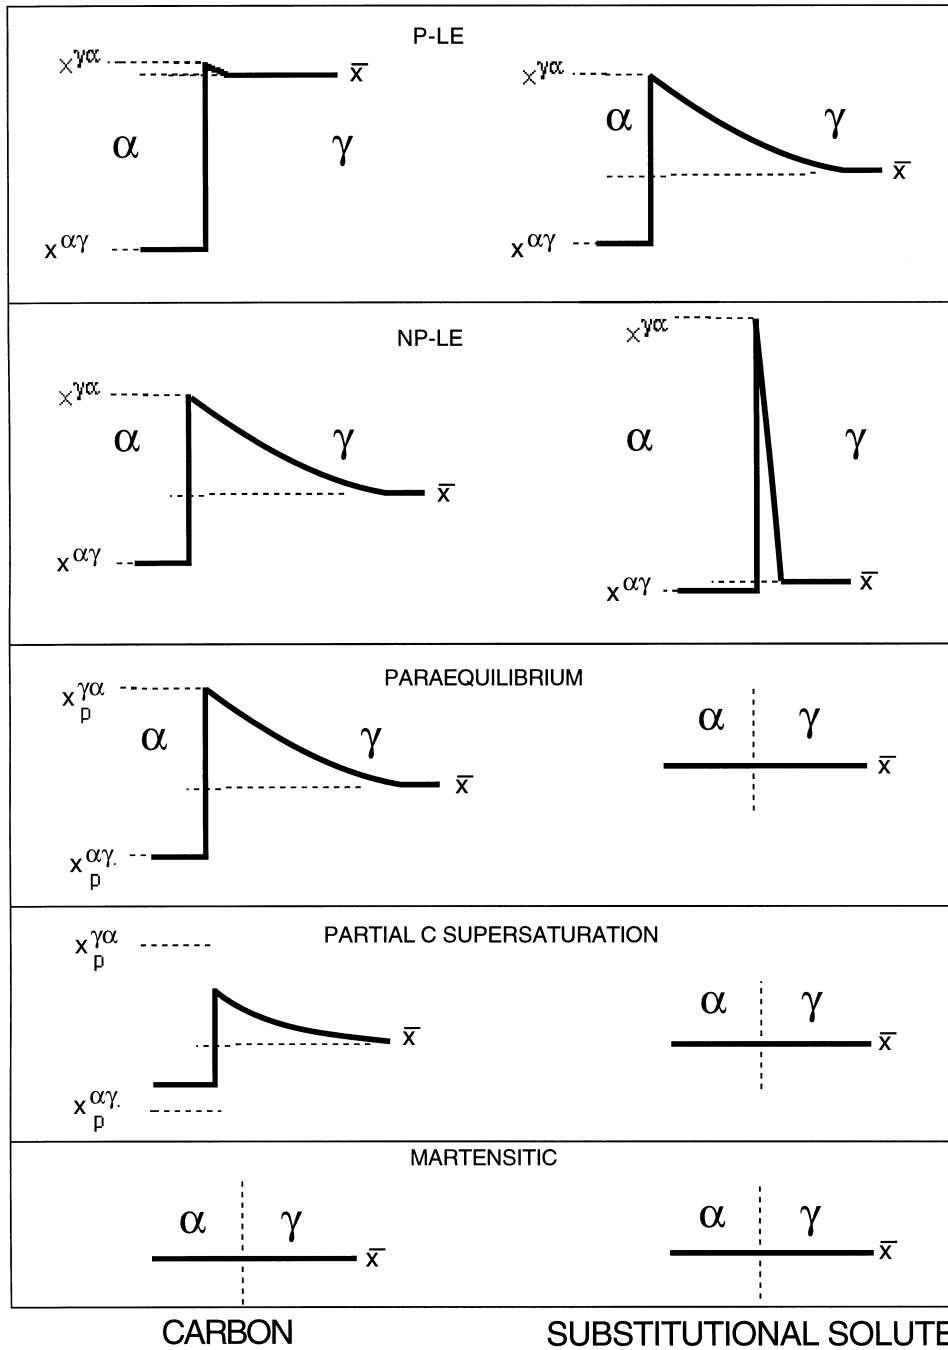 P-LE
x^γα x̄ x^γα
α γ α γ x̄
x^αγ x^αγ
NP-LE
x^γα x^γα
α γ α γ
x̄
x^αγ x^αγ x̄
PARAEQUILIBRIUM
x_p^γα
α γ α γ
x̄ x̄
x_p^αγ
PARTIAL C SUPERSATURATION
x_p^γα
α γ
x̄ x̄
x_p^αγ
MARTENSITIC
α γ α γ
x̄ x̄
CARBON SUBSTITUTIONAL SOLUTE